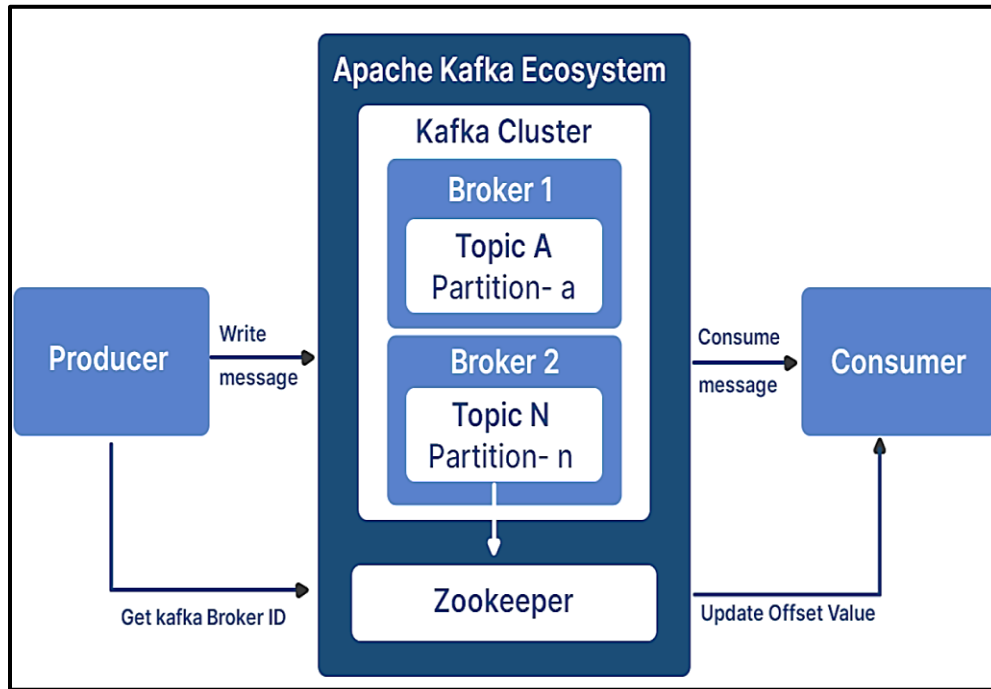 Apache Kafka Ecosystem
Kafka Cluster
Broker 1
Topic A
Partition- a
Producer
Write
message
Broker 2
Topic N
Partition- n
Consume
message
Consumer
Zookeeper
Get kafka Broker ID
Update Offset Value